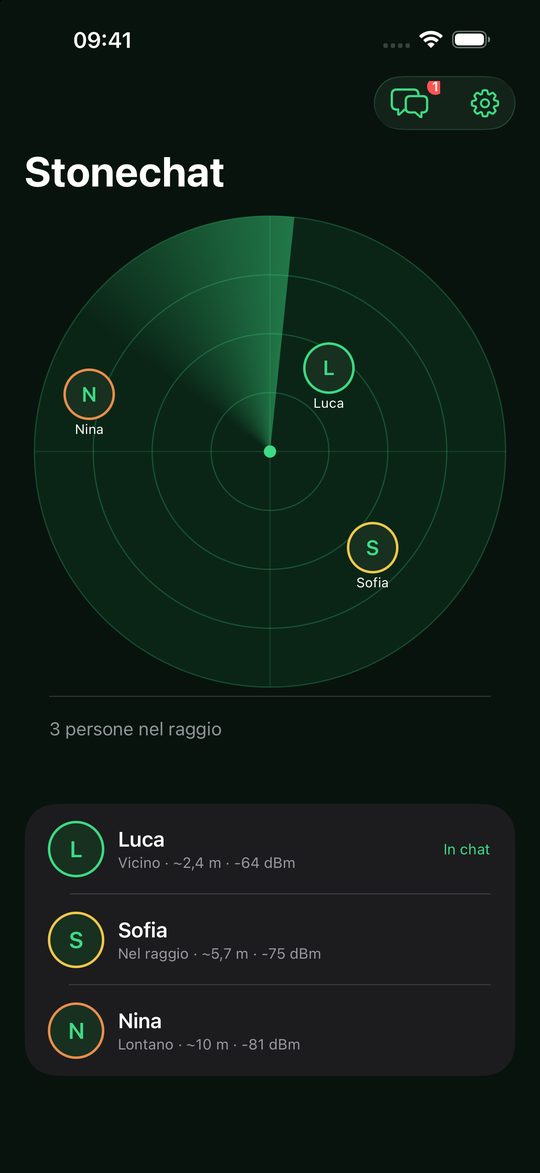 09:41
1
Stonechat
L
Luca
N
Nina
S
Sofia
3 persone nel raggio
L
Luca
Vicino · ~2,4 m · -64 dBm
In chat
S
Sofia
Nel raggio · ~5,7 m · -75 dBm
N
Nina
Lontano · ~10 m · -81 dBm